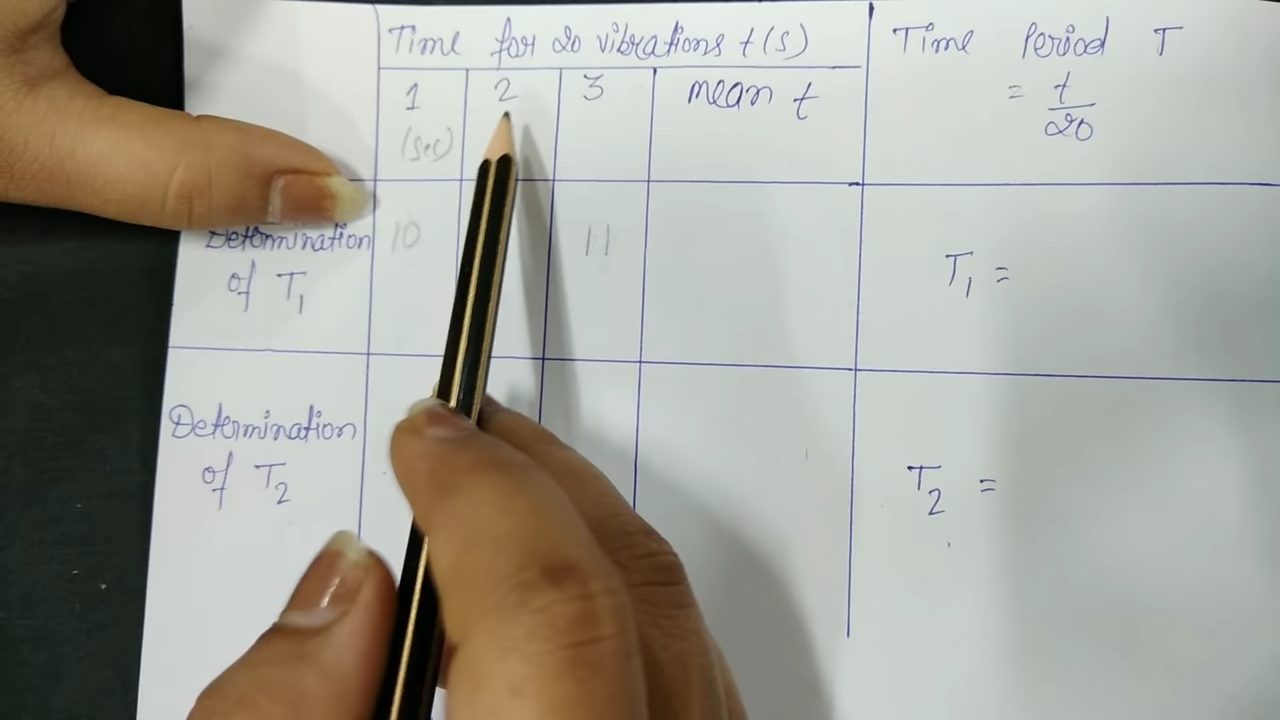 Time for 20 vibrations t(s)
Time Period T
= t/20
1 2 3 mean t
(sec)
Determination
of T1
10 11
T1 =
Determination
of T2
T2 =